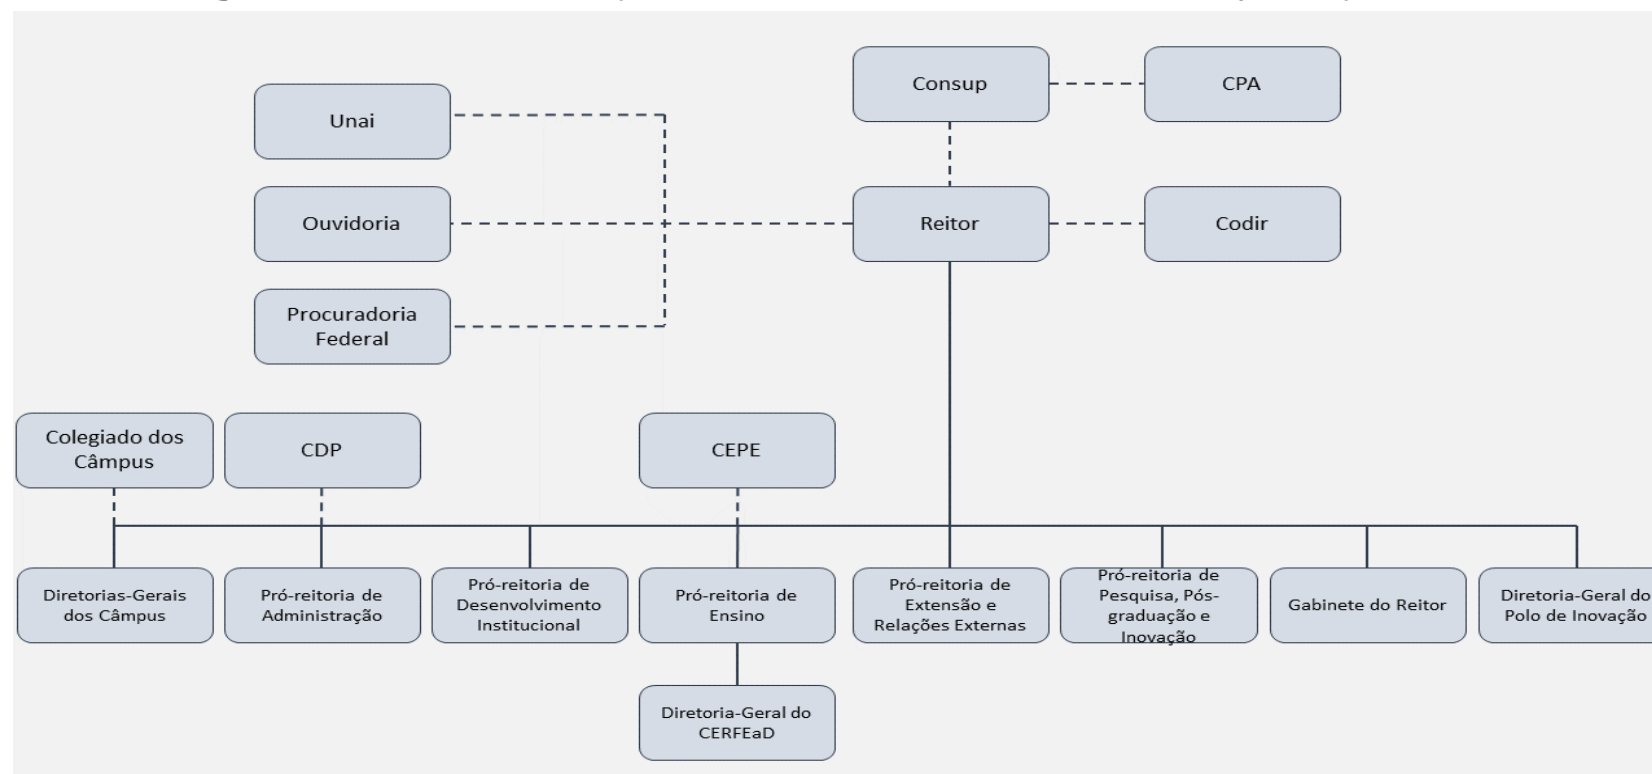 Consup
CPA
Unai
Ouvidoria
Reitor
Codir
Procuradoria
Federal
Colegiado dos
Câmpus
CDP
CEPE
Diretorias-Gerais
dos Câmpus
Pró-reitoria de
Administração
Pró-reitoria de
Desenvolvimento
Institucional
Pró-reitoria de
Ensino
Pró-reitoria de
Extensão e
Relações Externas
Pró-reitoria de
Pesquisa, Pós-
graduação e
Inovação
Gabinete do Reitor
Diretoria-Geral do
Polo de Inovação
Diretoria-Geral do
CERFEaD